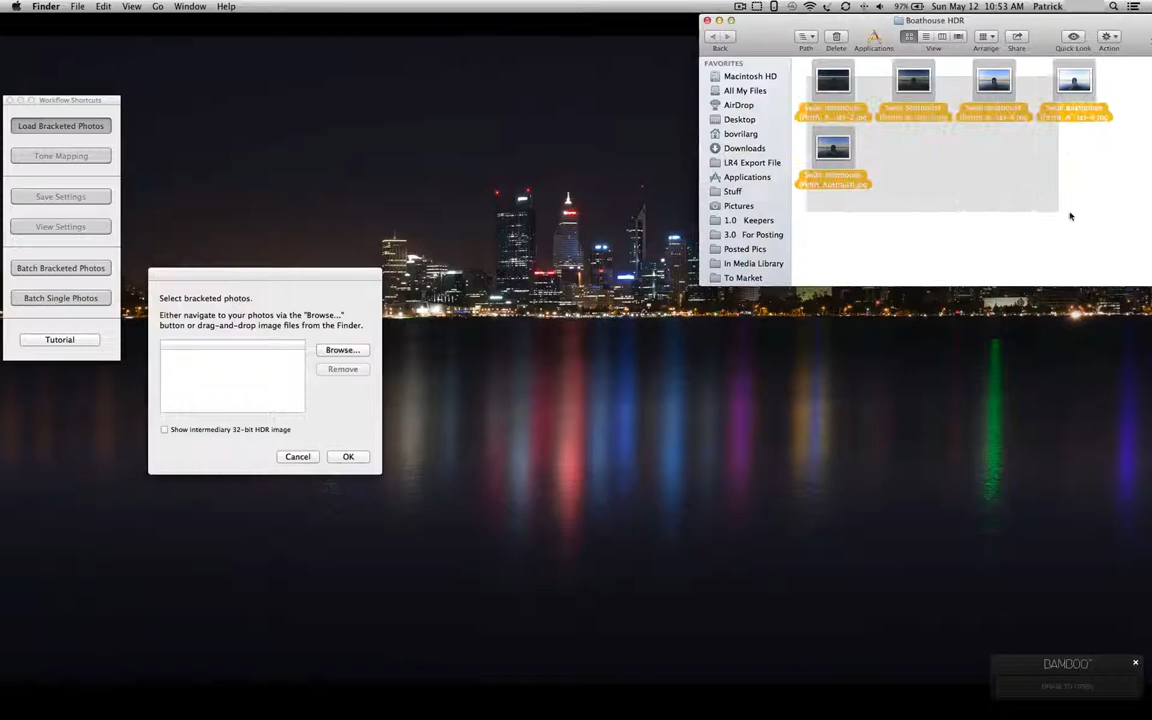 Finder File Edit View Go Window Help
97% Sun May 12 10:53 AM Patrick
Boathouse HDR
Back Path Delete Applications View Arrange Share Quick Look Action
FAVORITES
Macintosh HD
All My Files
AirDrop
Desktop
bovrilarg
Downloads
LR4 Export File
Applications
Stuff
Pictures
1.0 Keepers
3.0 For Posting
Posted Pics
In Media Library
To Market
Workflow Shortcuts
Load Bracketed Photos
Tone Mapping
Save Settings
View Settings
Batch Bracketed Photos
Batch Single Photos
Tutorial
Select bracketed photos.
Either navigate to your photos via the "Browse..."
button or drag-and-drop image files from the Finder.
Browse...
Remove
Show intermediary 32-bit HDR image
Cancel OK
BAMBOO™